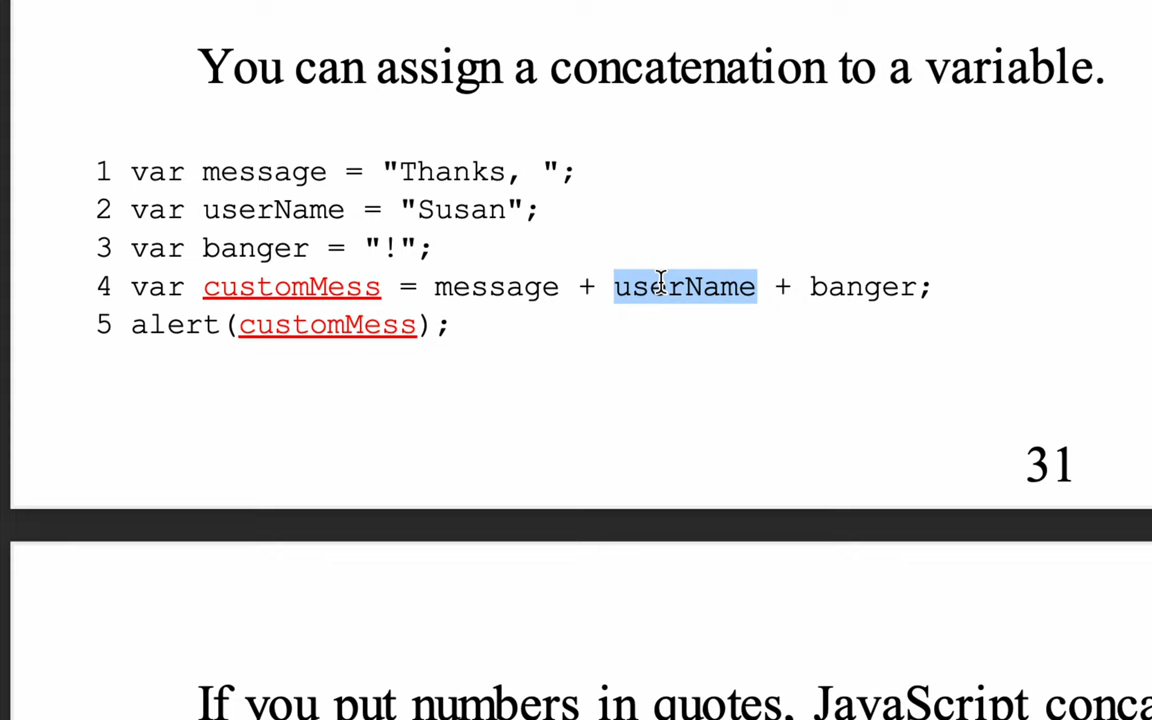 You can assign a concatenation to a variable.
1 var message = "Thanks, ";
2 var userName = "Susan";
3 var banger = "!";
4 var customMess = message + userName + banger;
5 alert(customMess);
31
If you put numbers in quotes, JavaScript conca